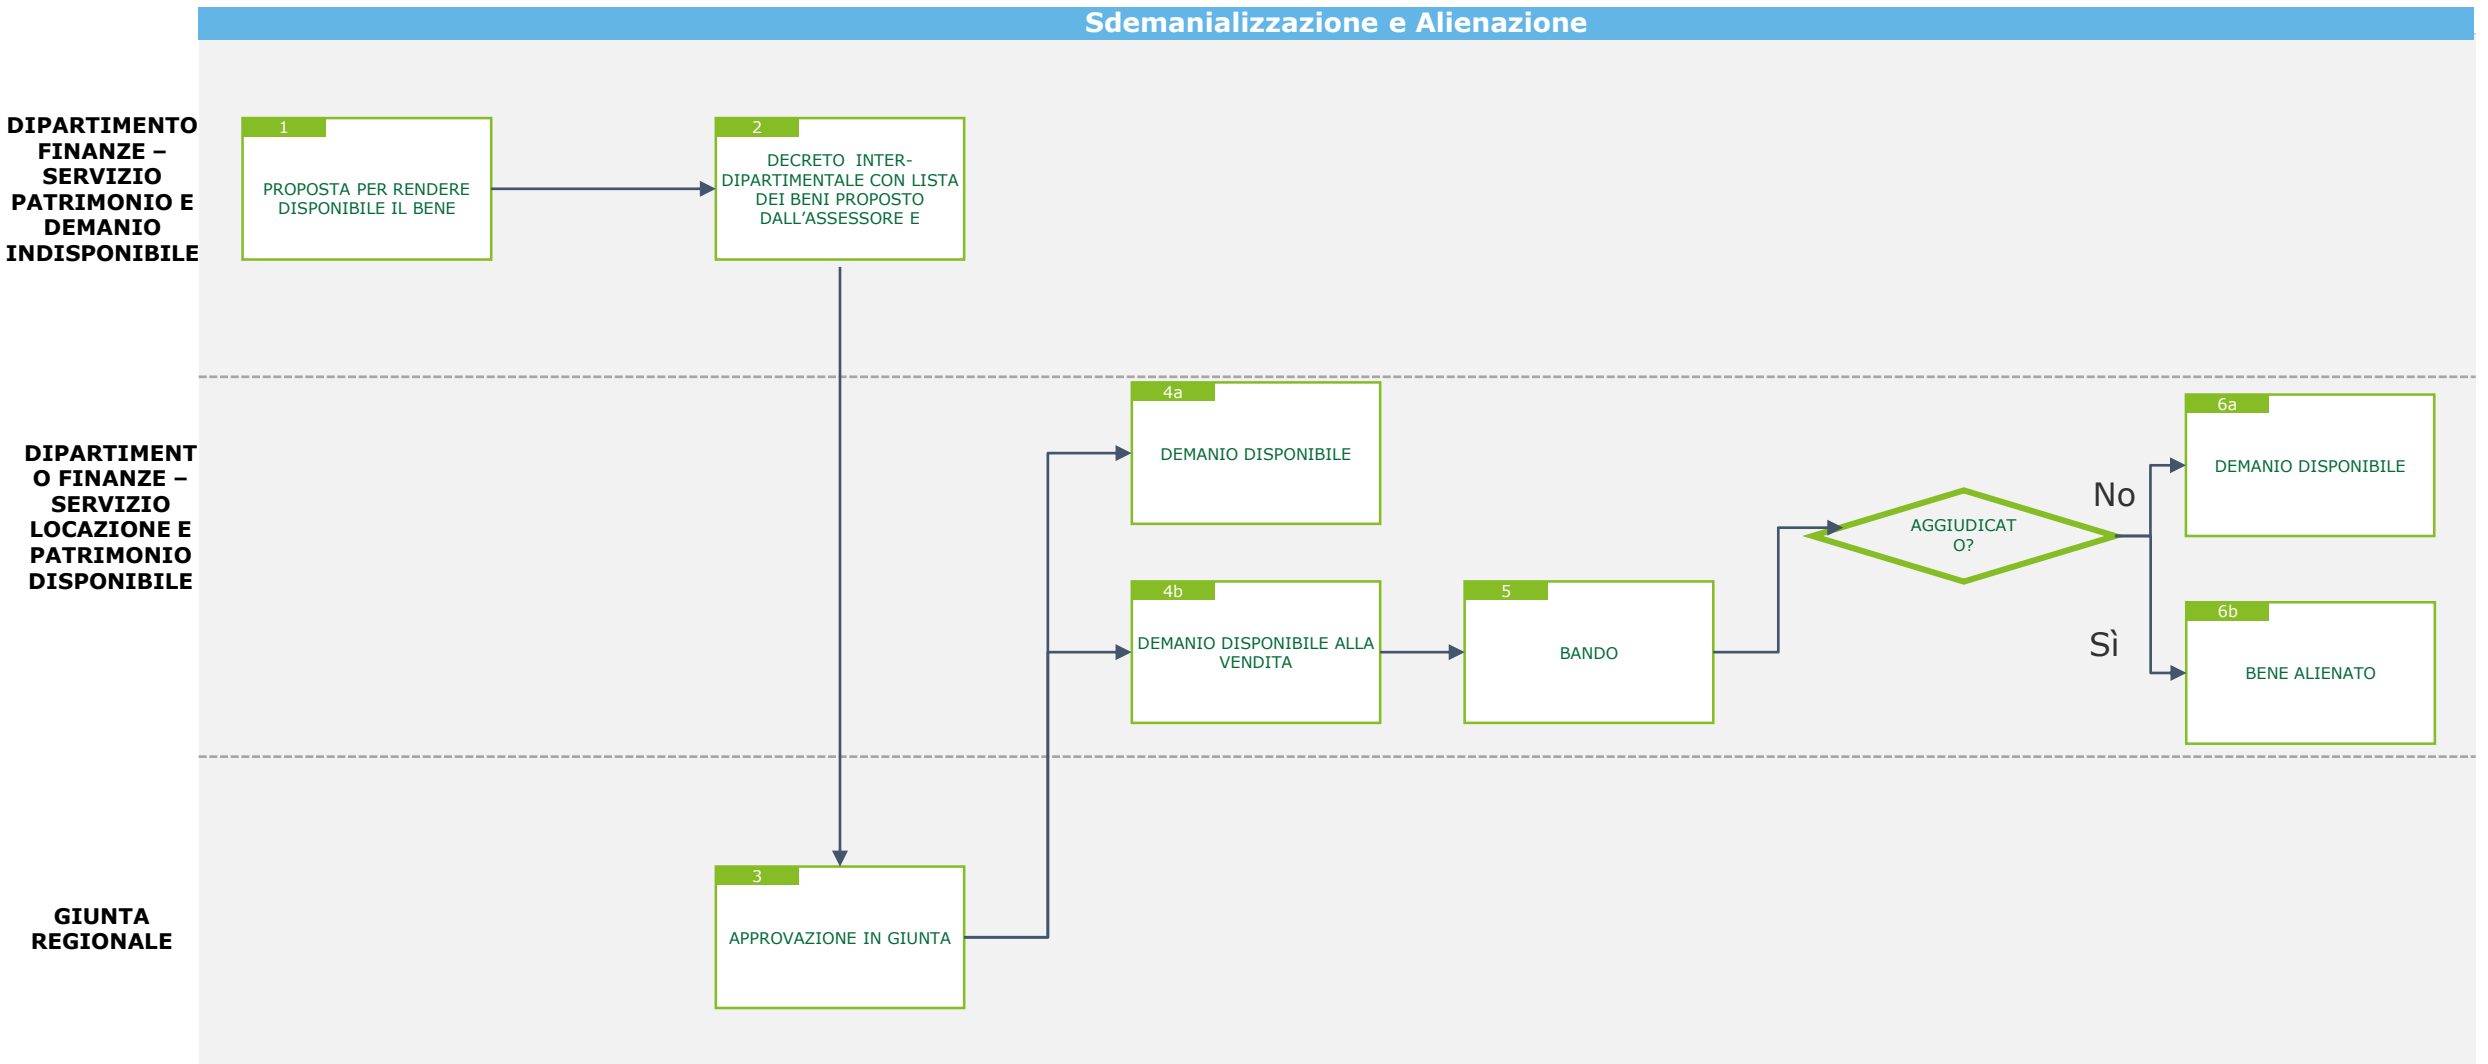 Sdemanializzazione e Alienazione
DIPARTIMENTO
FINANZE –
SERVIZIO
PATRIMONIO E
DEMANIO
INDISPONIBILE
1
PROPOSTA PER RENDERE
DISPONIBILE IL BENE
2
DECRETO INTER-
DIPARTIMENTALE CON LISTA
DEI BENI PROPOSTO
DALL'ASSESSORE E
DIPARTIMENT
O FINANZE –
SERVIZIO
LOCAZIONE E
PATRIMONIO
DISPONIBILE
4a
DEMANIO DISPONIBILE
4b
DEMANIO DISPONIBILE ALLA
VENDITA
5
BANDO
AGGIUDICAT
O?
No
Sì
6a
DEMANIO DISPONIBILE
6b
BENE ALIENATO
GIUNTA
REGIONALE
3
APPROVAZIONE IN GIUNTA